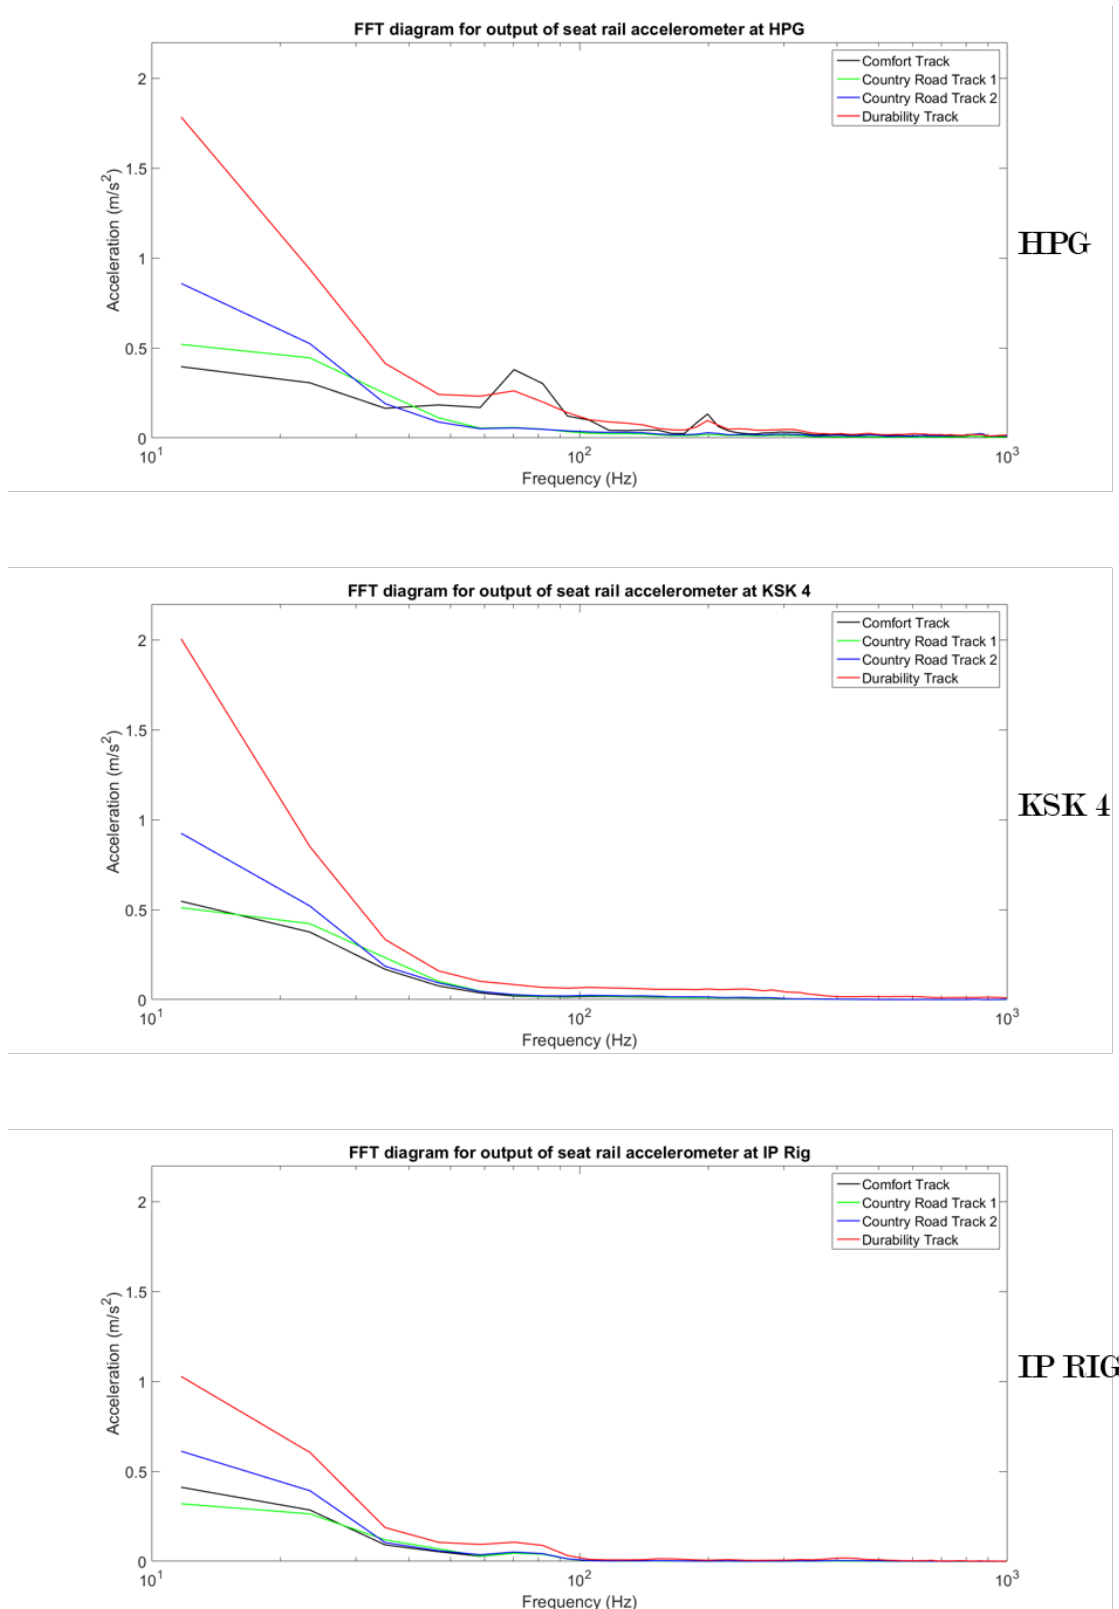 FFT diagram for output of seat rail accelerometer at HPG
Comfort Track
Country Road Track 1
Country Road Track 2
Durability Track
2
1.5
1
0.5
0
Acceleration (m/s²)
10¹
10²
10³
Frequency (Hz)
HPG
FFT diagram for output of seat rail accelerometer at KSK 4
Comfort Track
Country Road Track 1
Country Road Track 2
Durability Track
2
1.5
1
0.5
0
Acceleration (m/s²)
10¹
10²
10³
Frequency (Hz)
KSK 4
FFT diagram for output of seat rail accelerometer at IP Rig
Comfort Track
Country Road Track 1
Country Road Track 2
Durability Track
2
1.5
1
0.5
0
Acceleration (m/s²)
10¹
10²
10³
Frequency (Hz)
IP RIG